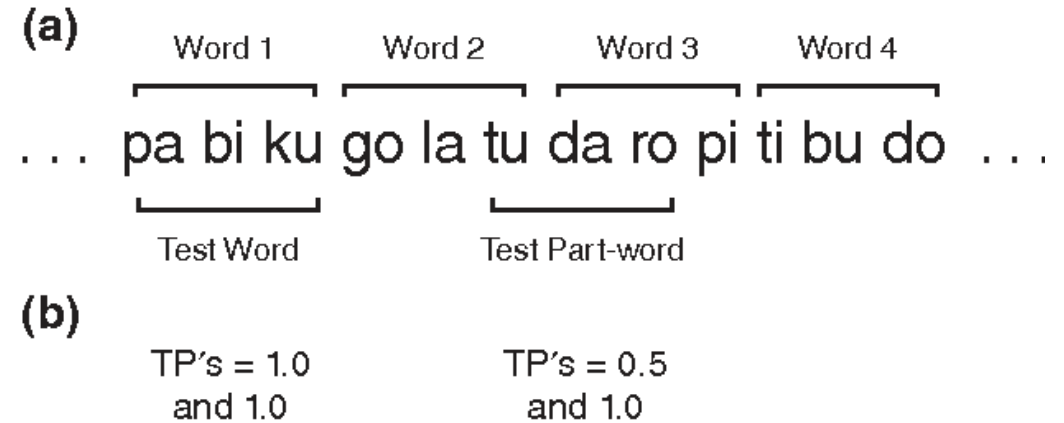 (a)
Word 1 Word 2 Word 3 Word 4
. . . pa bi ku go la tu da ro pi ti bu do . . .
Test Word Test Part-word
(b)
TP's = 1.0 TP's = 0.5
and 1.0 and 1.0